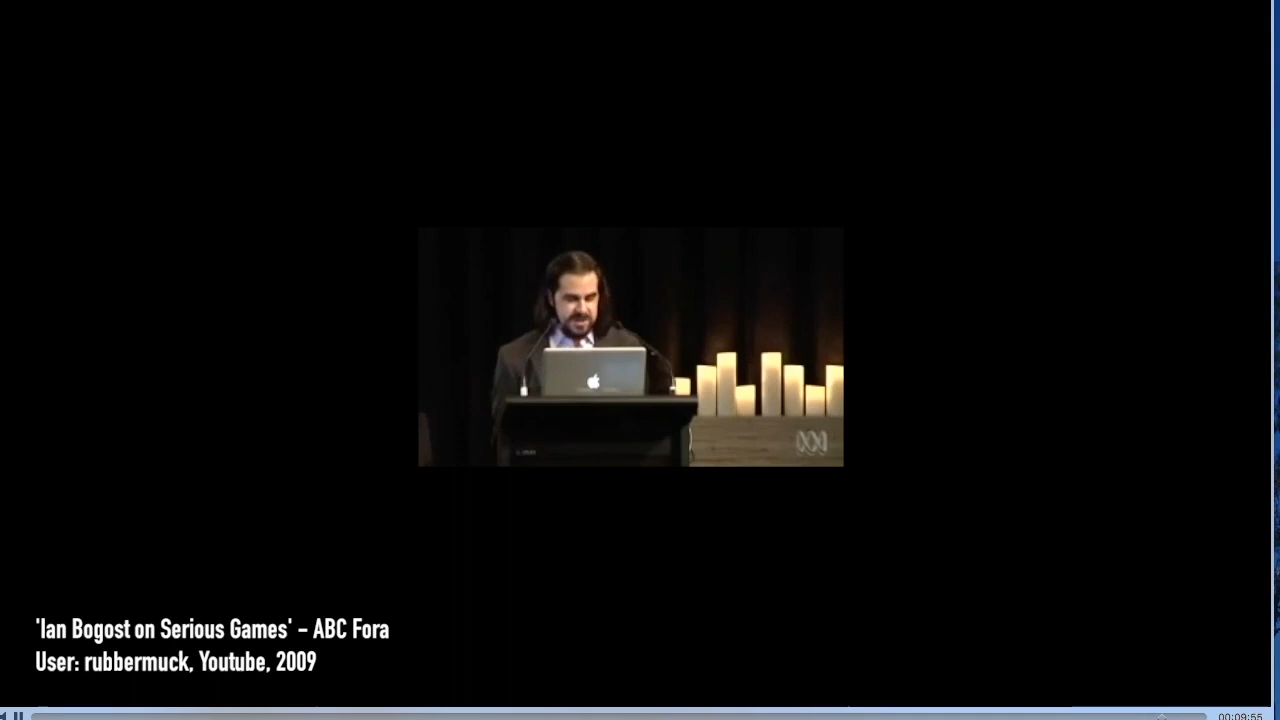 'Ian Bogost on Serious Games' – ABC Fora
User: rubbermuck, Youtube, 2009
00:09:55